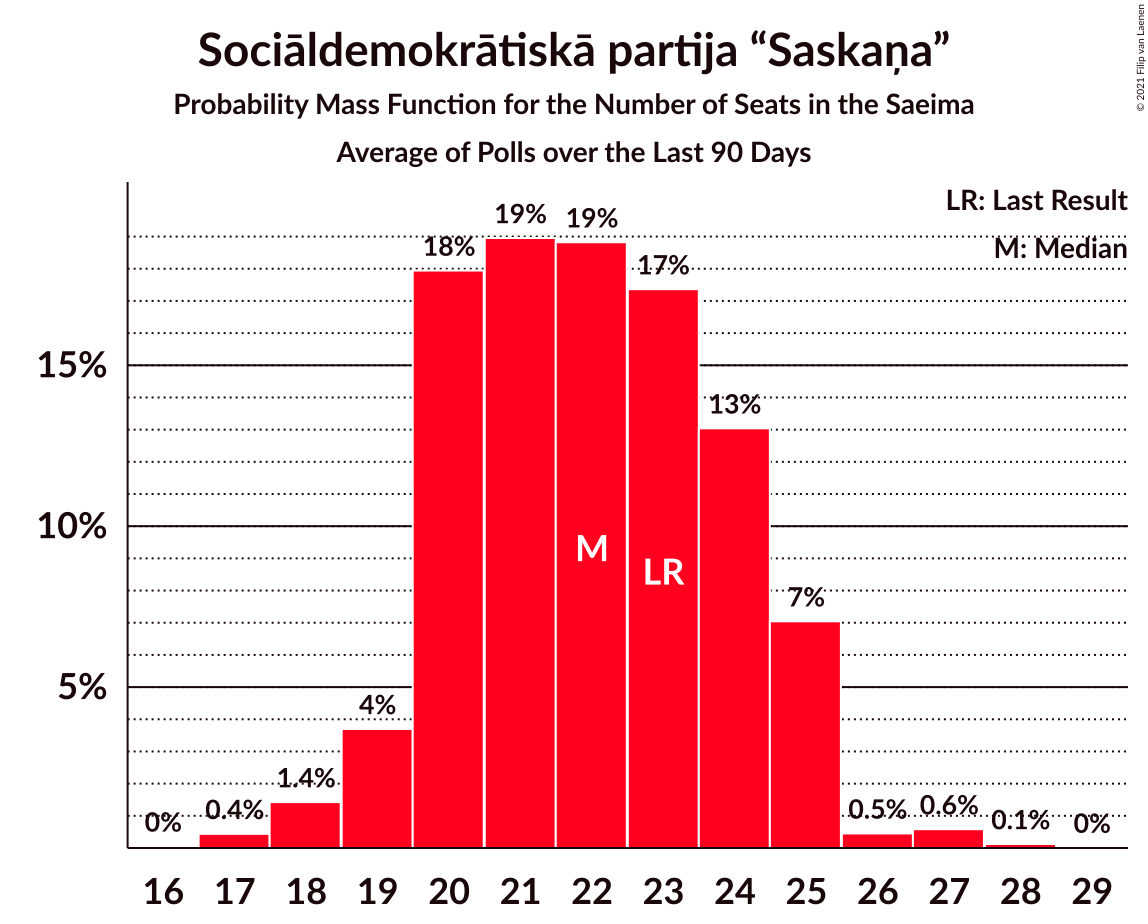 Sociāldemokrātiskā partija “Saskaņa”
Probability Mass Function for the Number of Seats in the Saeima
Average of Polls over the Last 90 Days
© 2021 Filip van Laenen
LR: Last Result
M: Median
19%
19%
18%
17%
15%
13%
10%
M
LR
7%
5%
4%
1.4%
0%
0.4%
0.5%
0.6%
0.1%
0%
16 17 18 19 20 21 22 23 24 25 26 27 28 29